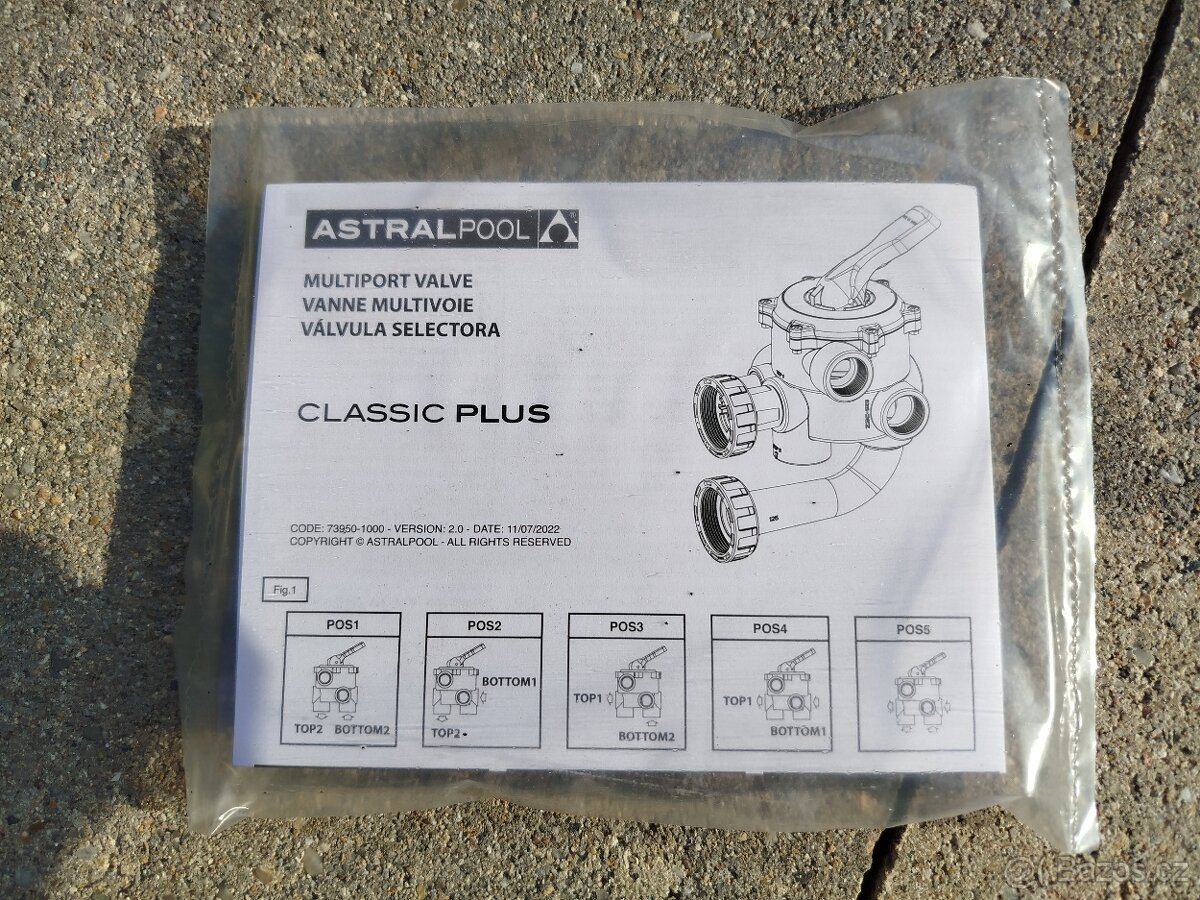 ASTRALPOOL ®
MULTIPORT VALVE
VANNE MULTIVOIE
VÁLVULA SELECTORA
CLASSIC PLUS
CODE: 73950-1000 - VERSION: 2.0 - DATE: 11/07/2022
COPYRIGHT © ASTRALPOOL - ALL RIGHTS RESERVED
Fig.1
POS1
TOP2 BOTTOM2
POS2
BOTTOM1
TOP2
POS3
TOP1
BOTTOM2
POS4
TOP1
BOTTOM1
POS5
Bazos.cz